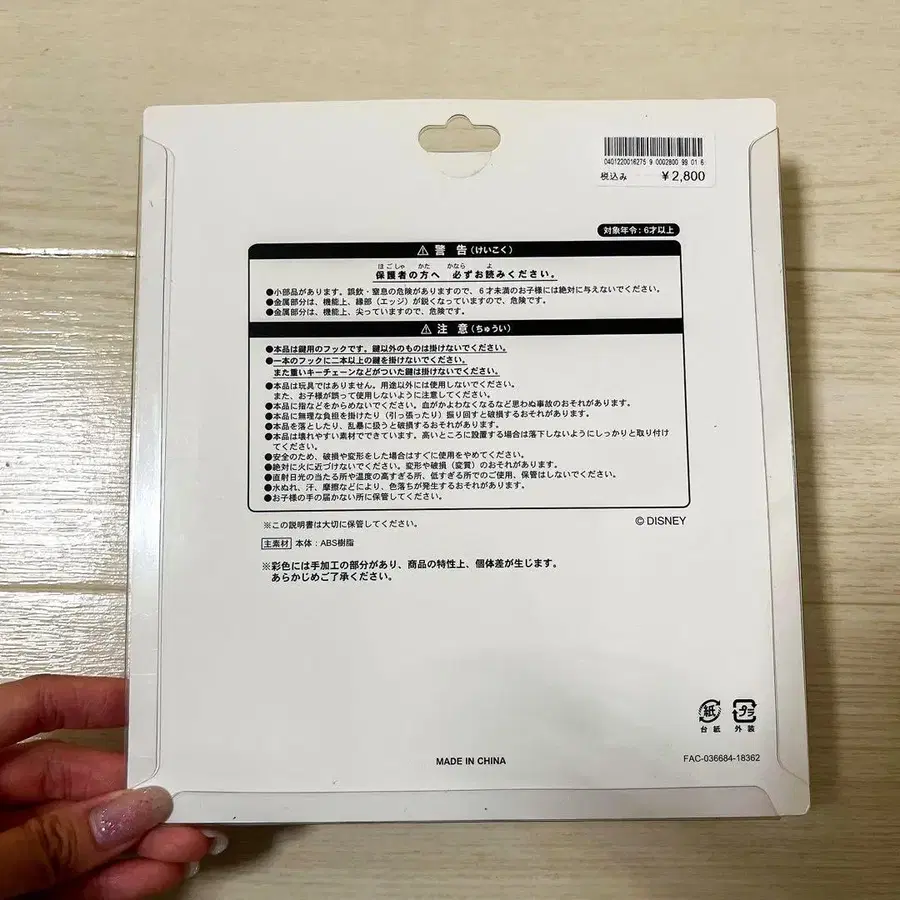 0401220016275 9 0002800 99 01 6
税込み ￥2,800
対象年令：6才以上
⚠ 警 告（けいこく）
ほごしゃ かた かなら よ
保護者の方へ 必ずお読みください。
●小部品があります。誤飲・窒息の危険がありますので、6才未満のお子様には絶対に与えないでください。
●金属部分は、機能上、縁部（エッジ）が鋭くなっていますので、危険です。
●金属部分は、機能上、尖っていますので、危険です。
⚠ 注 意（ちゅうい）
●本品は鍵用のフックです。鍵以外のものは掛けないでください。
●一本のフックに二本以上の鍵を掛けないでください。
また重いキーチェーンなどがついた鍵は掛けないでください。
●本品は玩具ではありません。用途以外には使用しないでください。
また、お子様が誤って使用しないように注意してください。
●本品に指などをからめないでください。血がかよわなくなるなど思わぬ事故のおそれがあります。
●本品に無理な負担を掛けたり（引っ張ったり）振り回すと破損するおそれがあります。
●本品を落としたり、乱暴に扱うと破損するおそれがあります。
●本品は壊れやすい素材でできています。高いところに設置する場合は落下しないようにしっかりと取り付け
てください。
●安全のため、破損や変形をした場合はすぐに使用をやめてください。
●絶対に火に近づけないでください。変形や破損（変質）のおそれがあります。
●直射日光の当たる所や温度の高すぎる所、低すぎる所でのご使用、保管はしないでください。
●水ぬれ、汗、摩擦などにより、色落ちが発生するおそれがあります。
●お子様の手の届かない所に保管してください。
※この説明書は大切に保管してください。
© DISNEY
主素材 本体：ABS樹脂
※彩色には手加工の部分があり、商品の特性上、個体差が生じます。
あらかじめご了承ください。
紙 プラ
台紙 外装
MADE IN CHINA
FAC-036684-18362